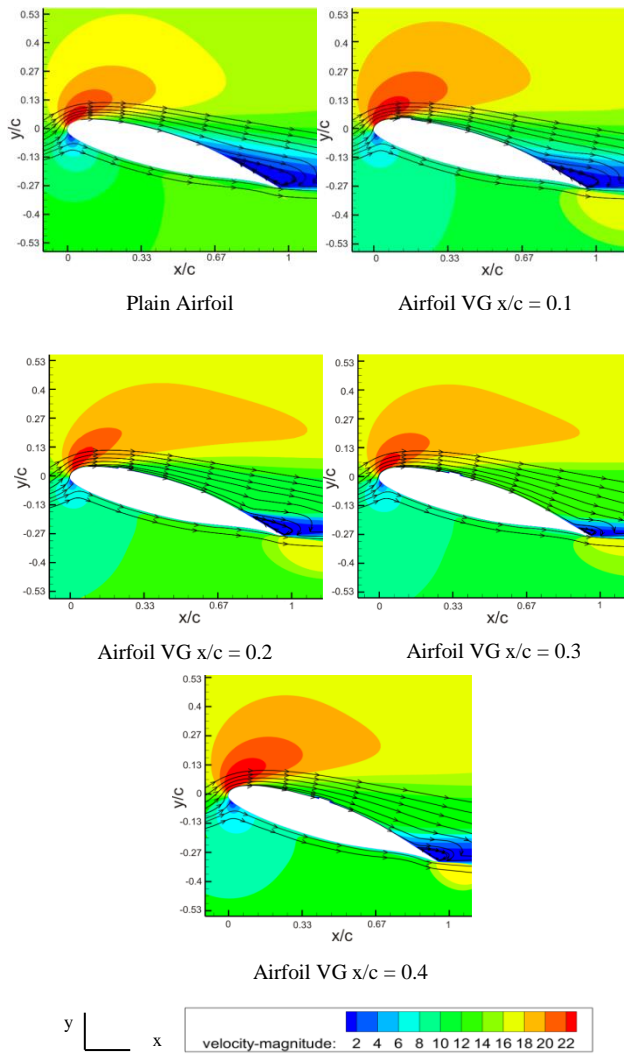 0.53
0.4
0.27
0.13
0
-0.13
-0.27
-0.4
-0.53
y/c
0 0.33 0.67 1
x/c
Plain Airfoil
0.53
0.4
0.27
0.13
0
-0.13
-0.27
-0.4
-0.53
y/c
0 0.33 0.67 1
x/c
Airfoil VG x/c = 0.1
0.53
0.4
0.27
0.13
0
-0.13
-0.27
-0.4
-0.53
y/c
0 0.33 0.67 1
x/c
Airfoil VG x/c = 0.2
0.53
0.4
0.27
0.13
0
-0.13
-0.27
-0.4
-0.53
y/c
0 0.33 0.67 1
x/c
Airfoil VG x/c = 0.3
0.53
0.4
0.27
0.13
0
-0.13
-0.27
-0.4
-0.53
y/c
0 0.33 0.67 1
x/c
Airfoil VG x/c = 0.4
y
x
velocity-magnitude: 2 4 6 8 10 12 14 16 18 20 22